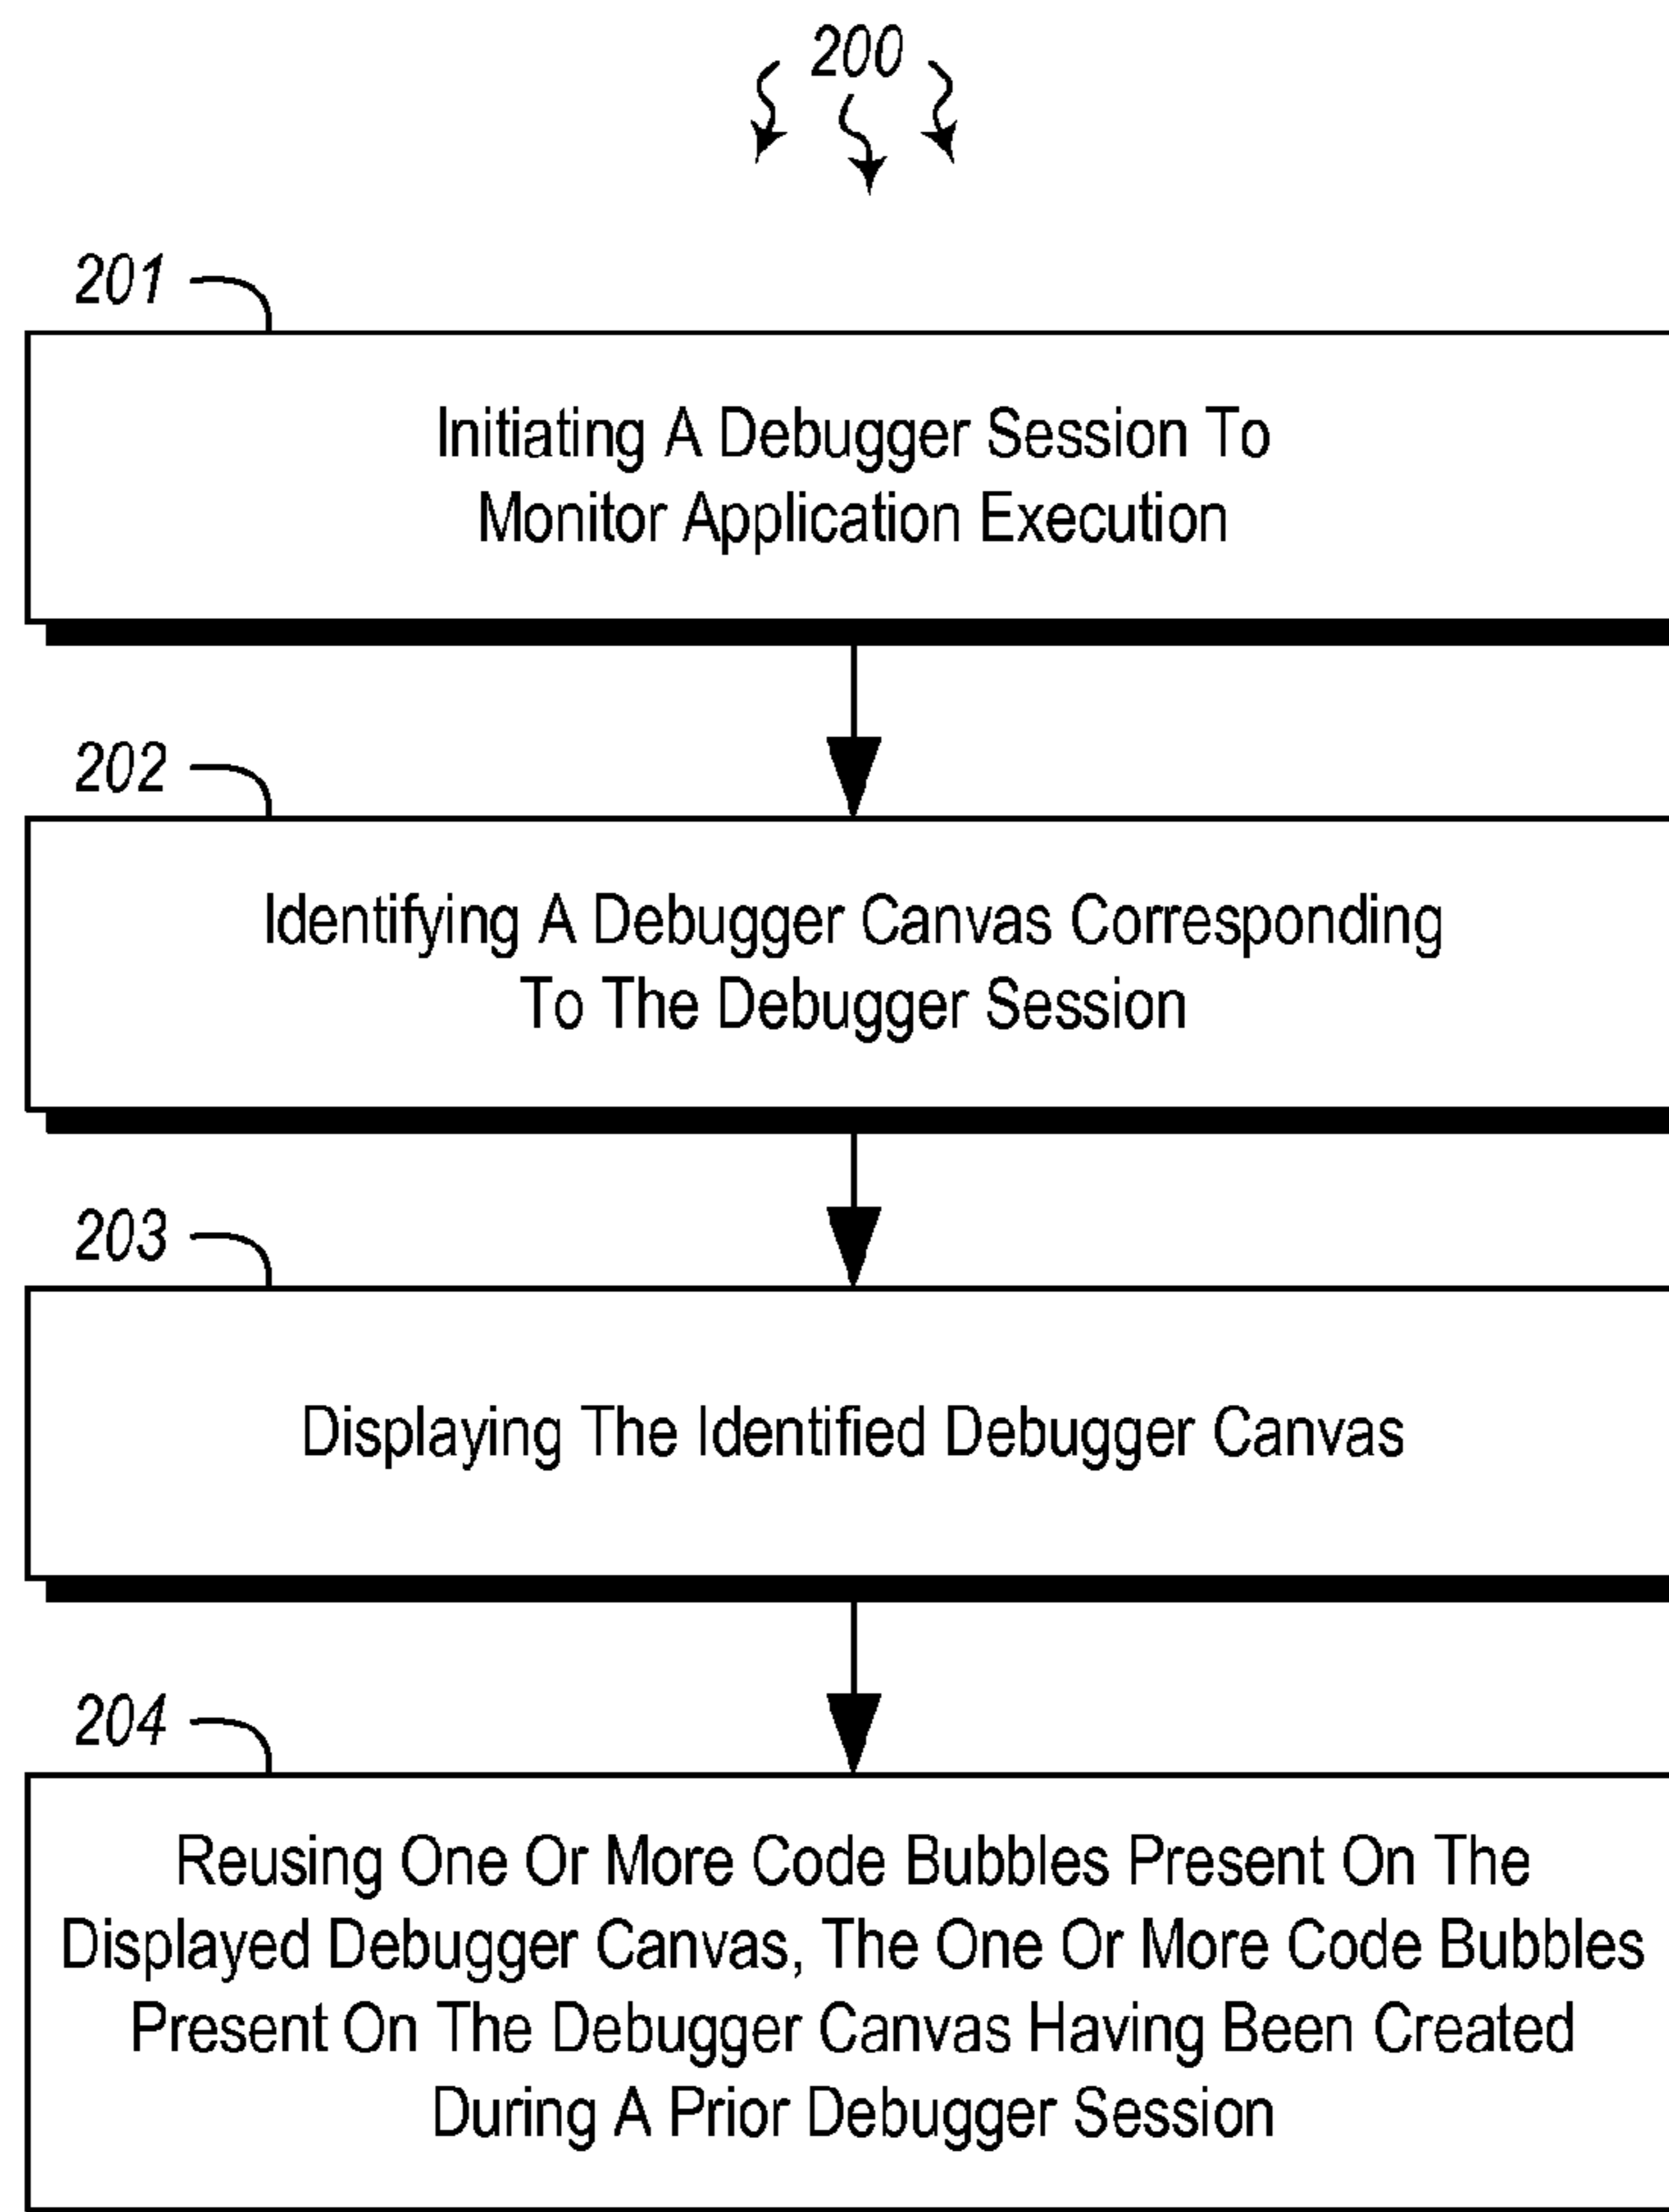 200
201
Initiating A Debugger Session To
Monitor Application Execution
202
Identifying A Debugger Canvas Corresponding
To The Debugger Session
203
Displaying The Identified Debugger Canvas
204
Reusing One Or More Code Bubbles Present On The
Displayed Debugger Canvas, The One Or More Code Bubbles
Present On The Debugger Canvas Having Been Created
During A Prior Debugger Session